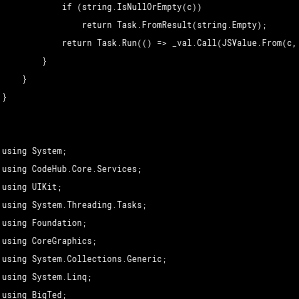 if (string.IsNullOrEmpty(c))
return Task.FromResult(string.Empty);
return Task.Run(() => _val.Call(JSValue.From(c,
}
}
}
using System;
using CodeHub.Core.Services;
using UIKit;
using System.Threading.Tasks;
using Foundation;
using CoreGraphics;
using System.Collections.Generic;
using System.Linq;
using BigTed;